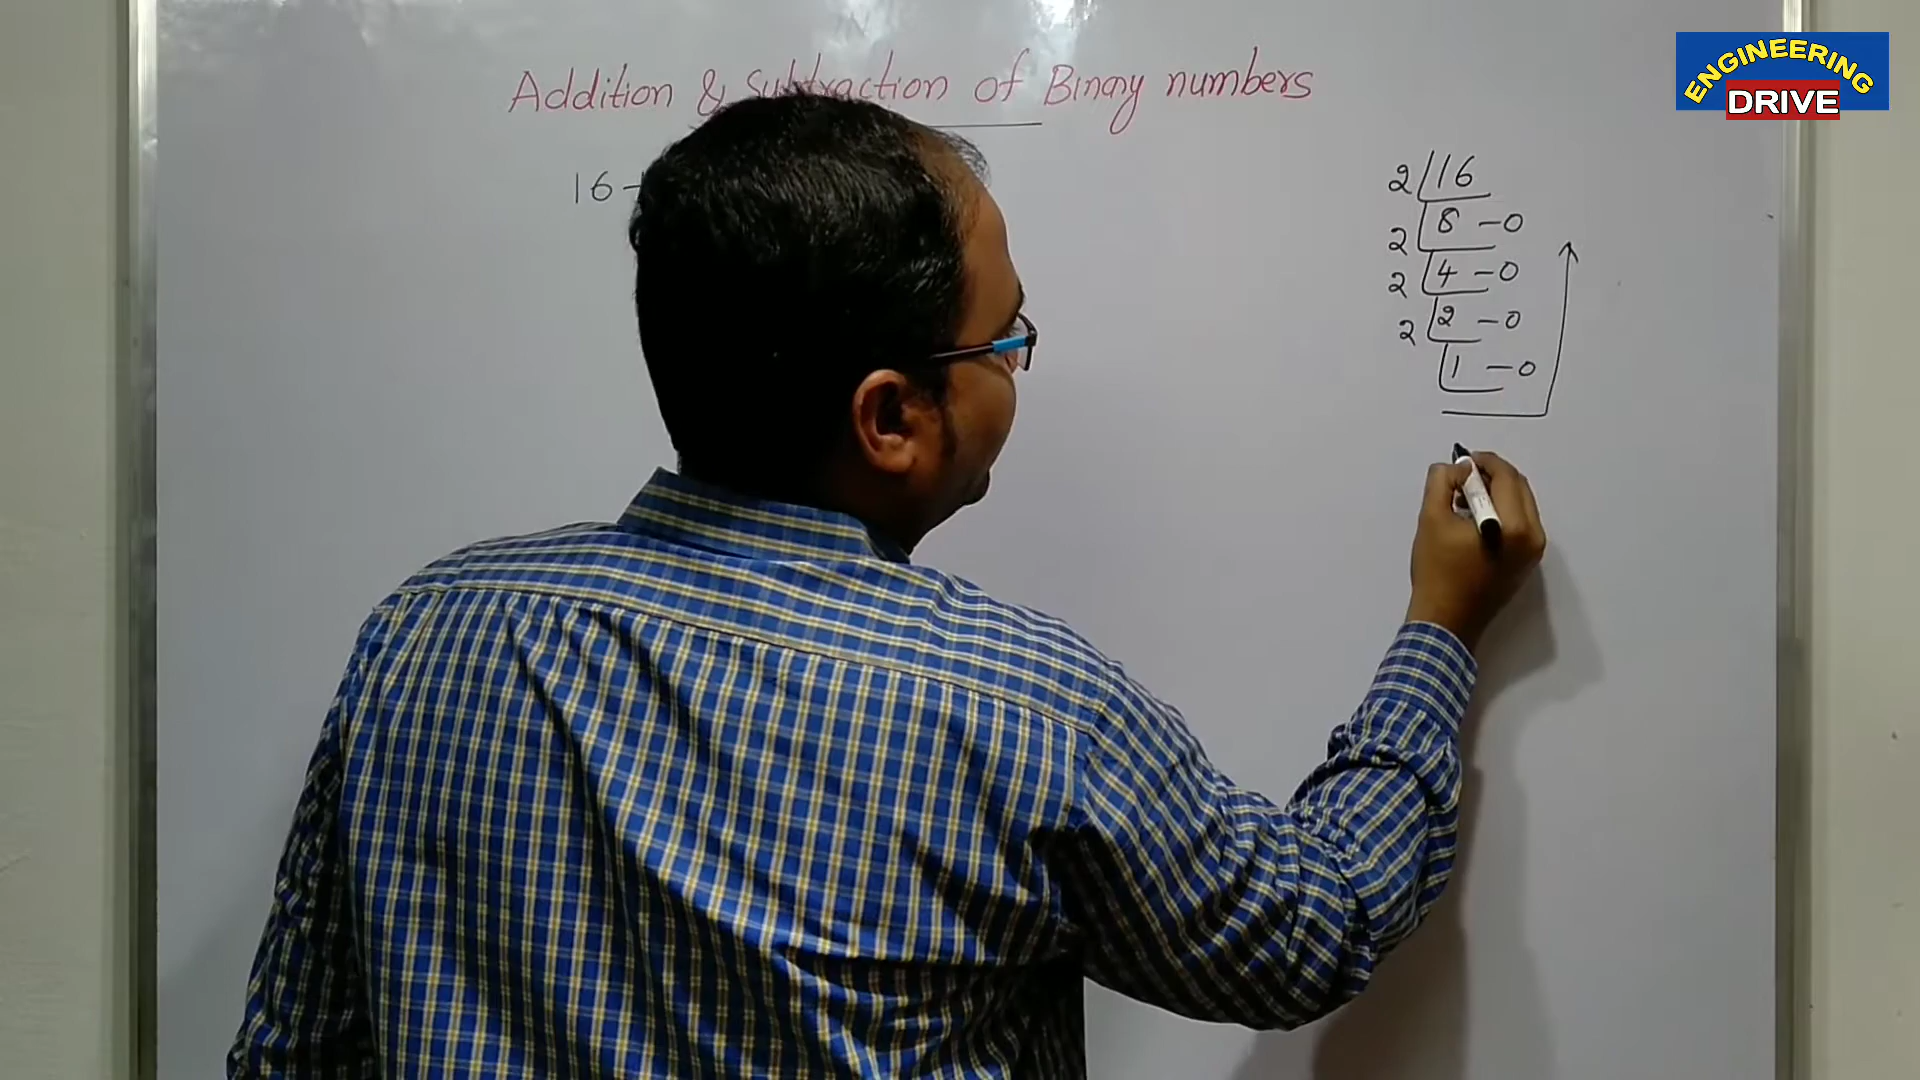 Addition & Subtraction of Binary numbers
16 -
2 16
2 8 - 0
2 4 - 0
2 2 - 0
1 - 0
ENGINEERING
DRIVE